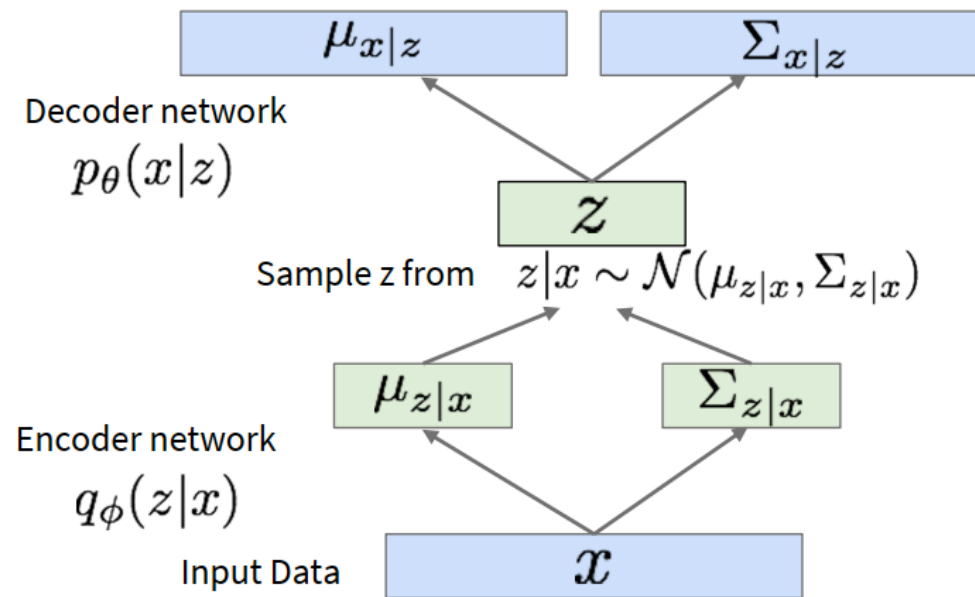 μ_{x|z} Σ_{x|z}
Decoder network
p_θ(x|z)
z
Sample z from z|x ∼ 𝒩(μ_{z|x}, Σ_{z|x})
μ_{z|x} Σ_{z|x}
Encoder network
q_ϕ(z|x)
Input Data x